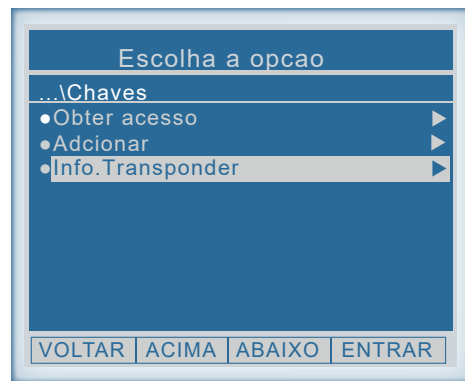 Escolha a opcao
...\Chaves
●Obter acesso ▶
●Adcionar ▶
●Info.Transponder ▶
VOLTAR ACIMA ABAIXO ENTRAR